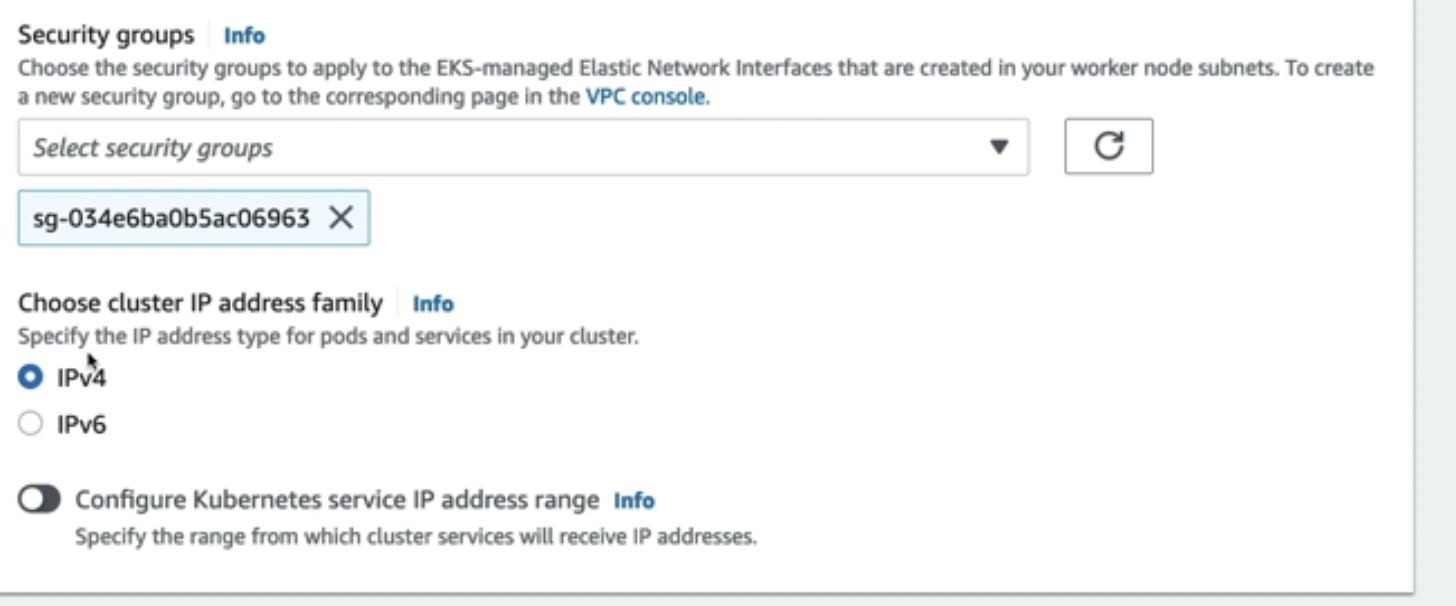 Security groups Info
Choose the security groups to apply to the EKS-managed Elastic Network Interfaces that are created in your worker node subnets. To create
a new security group, go to the corresponding page in the VPC console.
Select security groups
sg-034e6ba0b5ac06963
Choose cluster IP address family Info
Specify the IP address type for pods and services in your cluster.
IPv4
IPv6
Configure Kubernetes service IP address range Info
Specify the range from which cluster services will receive IP addresses.